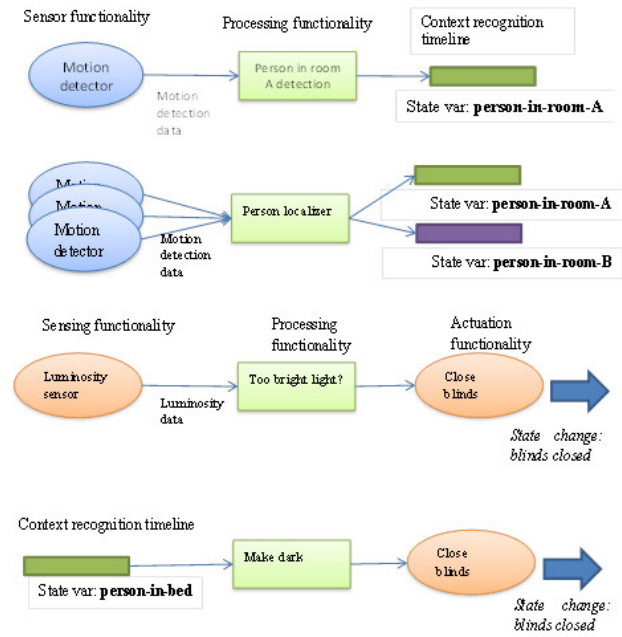 Sensor functionality
Processing functionality
Context recognition
timeline
Motion
detector
Motion
detection
data
Person in room
A detection
State var: person-in-room-A
Motion
Motion
Motion
detector
Motion
detection
data
Person localizer
State var: person-in-room-A
State var: person-in-room-B
Sensing functionality
Processing
functionality
Actuation
functionality
Luminosity
sensor
Luminosity
data
Too bright light?
Close
blinds
State change:
blinds closed
Context recognition timeline
State var: person-in-bed
Make dark
Close
blinds
State change:
blinds closed